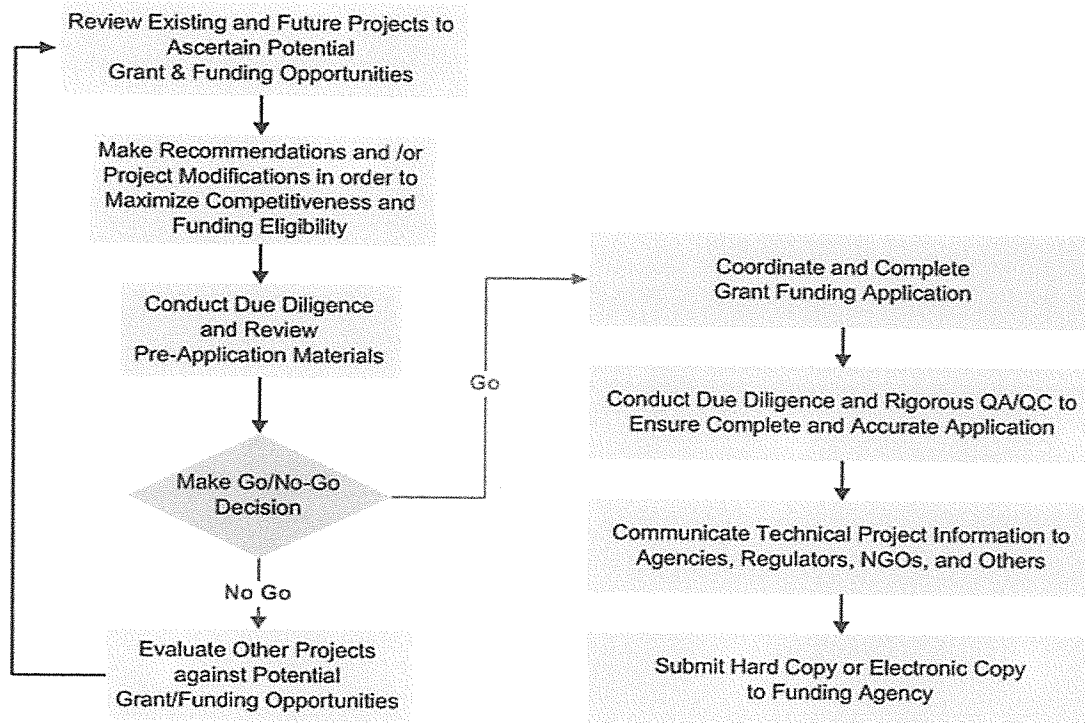 Review Existing and Future Projects to
Ascertain Potential
Grant & Funding Opportunities
Make Recommendations and /or
Project Modifications in order to
Maximize Competitiveness and
Funding Eligibility
Conduct Due Diligence
and Review
Pre-Application Materials
Make Go/No-Go
Decision
No Go
Evaluate Other Projects
against Potential
Grant/Funding Opportunities
Go
Coordinate and Complete
Grant Funding Application
Conduct Due Diligence and Rigorous QA/QC to
Ensure Complete and Accurate Application
Communicate Technical Project Information to
Agencies, Regulators, NGOs, and Others
Submit Hard Copy or Electronic Copy
to Funding Agency